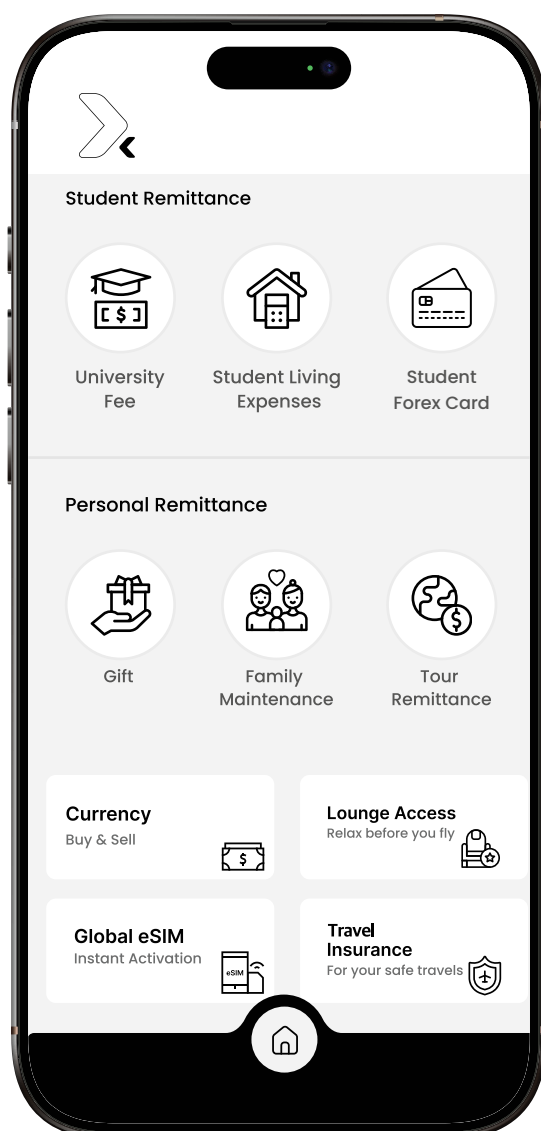 Student Remittance
University
Fee
Student Living
Expenses
Student
Forex Card
Personal Remittance
Gift
Family
Maintenance
Tour
Remittance
Currency
Buy & Sell
Lounge Access
Relax before you fly
Global eSIM
Instant Activation
eSIM
Travel
Insurance
For your safe travels